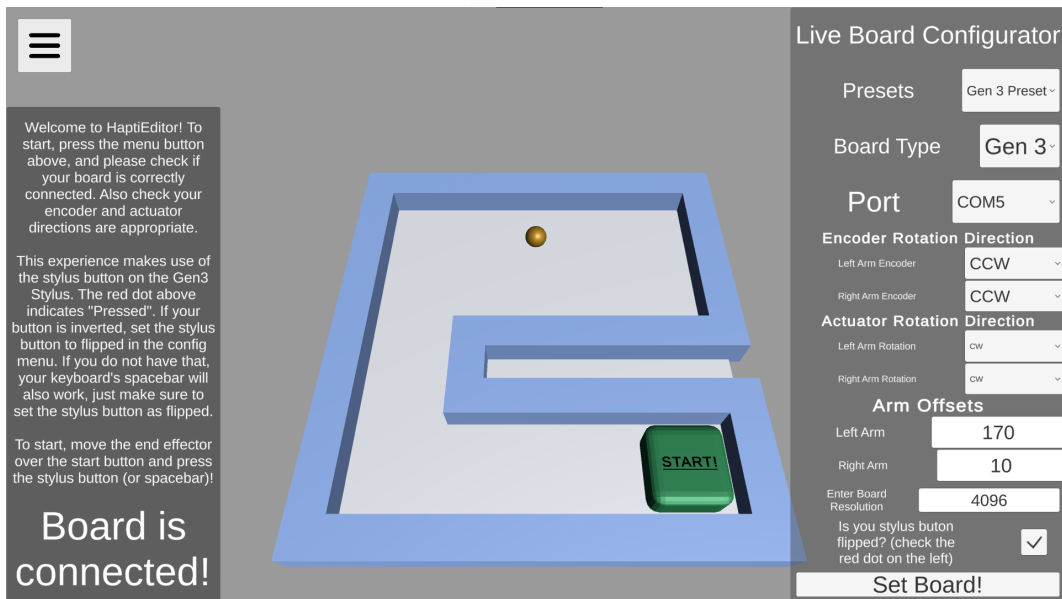 Welcome to HaptiEditor! To
start, press the menu button
above, and please check if
your board is correctly
connected. Also check your
encoder and actuator
directions are appropriate.
This experience makes use of
the stylus button on the Gen3
Stylus. The red dot above
indicates "Pressed". If your
button is inverted, set the stylus
button to flipped in the config
menu. If you do not have that,
your keyboard's spacebar will
also work, just make sure to
set the stylus button as flipped.
To start, move the end effector
over the start button and press
the stylus button (or spacebar)!
Board is
connected!
START!
Live Board Configurator
Presets
Gen 3 Preset
Board Type
Gen 3
Port
COM5
Encoder Rotation Direction
Left Arm Encoder
CCW
Right Arm Encoder
CCW
Actuator Rotation Direction
Left Arm Rotation
CW
Right Arm Rotation
CW
Arm Offsets
Left Arm
170
Right Arm
10
Enter Board
Resolution
4096
Is you stylus buton
flipped? (check the
red dot on the left)
Set Board!